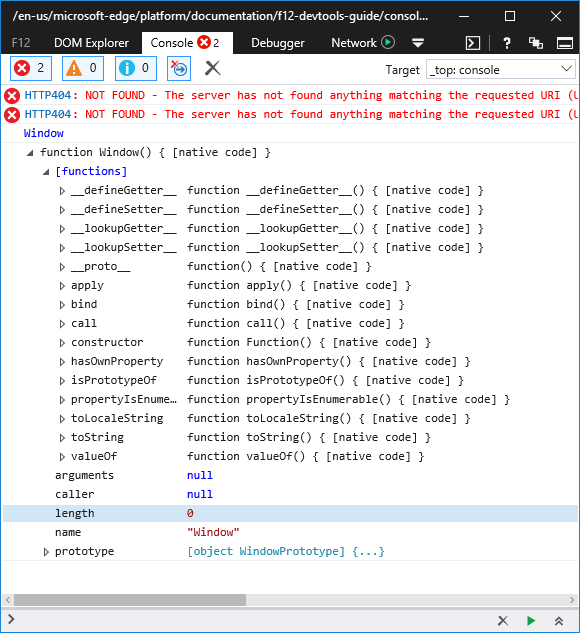 /en-us/microsoft-edge/platform/documentation/f12-devtools-guide/consol...
F12 DOM Explorer Console 2 Debugger Network ?
2 0 0 Target _top: console
HTTP404: NOT FOUND - The server has not found anything matching the requested URI (U
HTTP404: NOT FOUND - The server has not found anything matching the requested URI (U
Window
function Window() { [native code] }
[functions]
__defineGetter__ function __defineGetter__() { [native code] }
__defineSetter__ function __defineSetter__() { [native code] }
__lookupGetter__ function __lookupGetter__() { [native code] }
__lookupSetter__ function __lookupSetter__() { [native code] }
__proto__ function() { [native code] }
apply function apply() { [native code] }
bind function bind() { [native code] }
call function call() { [native code] }
constructor function Function() { [native code] }
hasOwnProperty function hasOwnProperty() { [native code] }
isPrototypeOf function isPrototypeOf() { [native code] }
propertyIsEnume... function propertyIsEnumerable() { [native code] }
toLocaleString function toLocaleString() { [native code] }
toString function toString() { [native code] }
valueOf function valueOf() { [native code] }
arguments null
caller null
length 0
name "Window"
prototype [object WindowPrototype] {...}